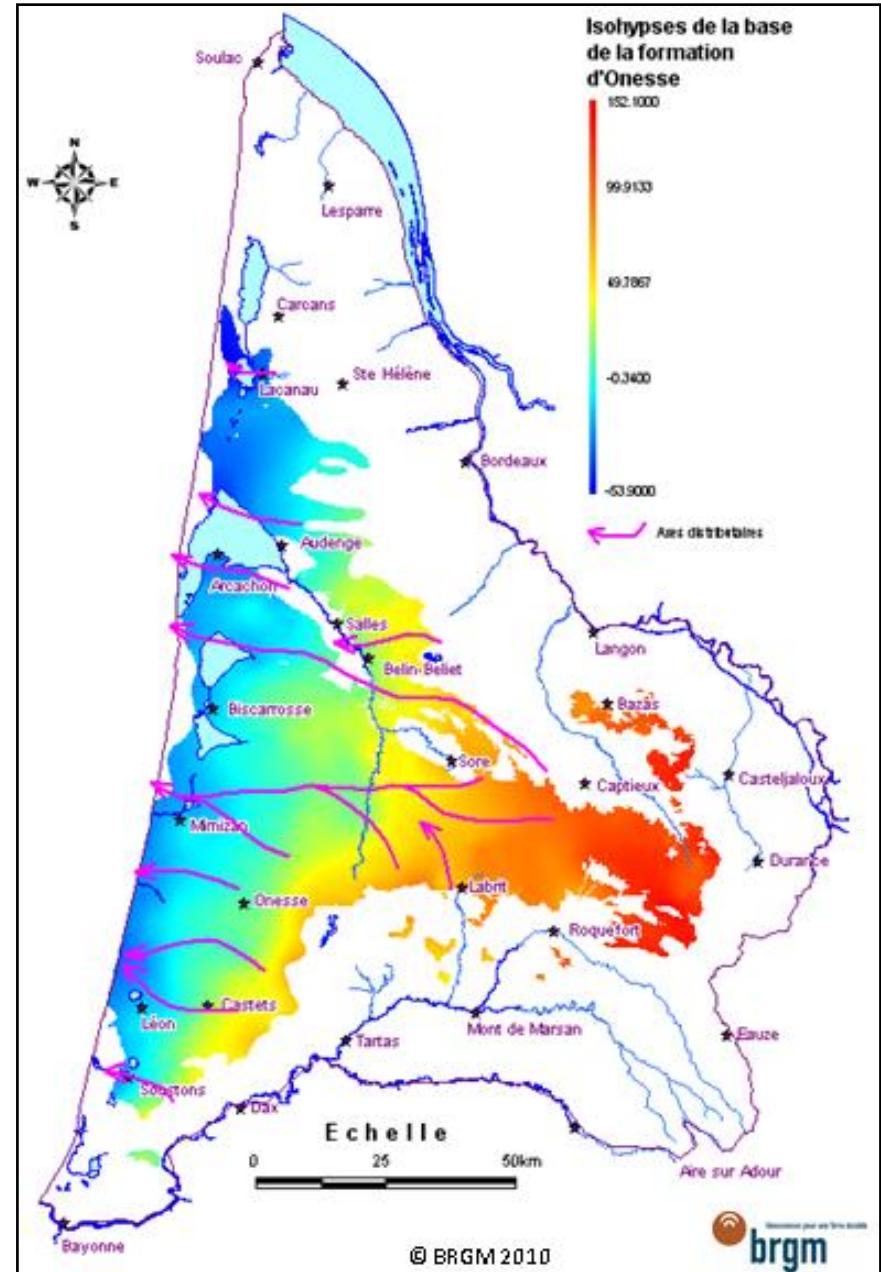 Isohypses de la base
de la formation
d'Onesse
152.1000
99.9133
49.7867
-0.3400
-53.9000
Axes distributaires
N
W
E
S
Soulac
Lesparre
Carcans
Ste Hélène
Lacanau
Bordeaux
Audenge
Arcachon
Salles
Langon
Belin-Beliet
Bazas
Biscarrosse
Sore
Captieux
Casteljaloux
Mimizan
Durance
Labrit
Onesse
Roquefort
Castets
Léon
Mont de Marsan
Tartas
Eauze
Soustons
Dax
Echelle
0 25 50km
Aire sur Adour
Bayonne
© BRGM 2010
brgm